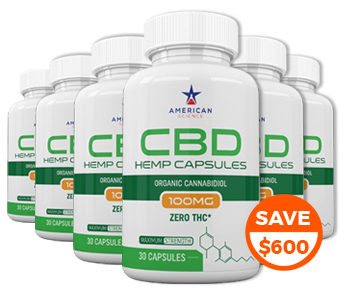 AMERICAN
SCIENCE
CBD
HEMP CAPSULES
ORGANIC CANNABIDIOL
100MG
ZERO THC*
MAXIMUM STRENGTH
30 CAPSULES
SAVE
$600